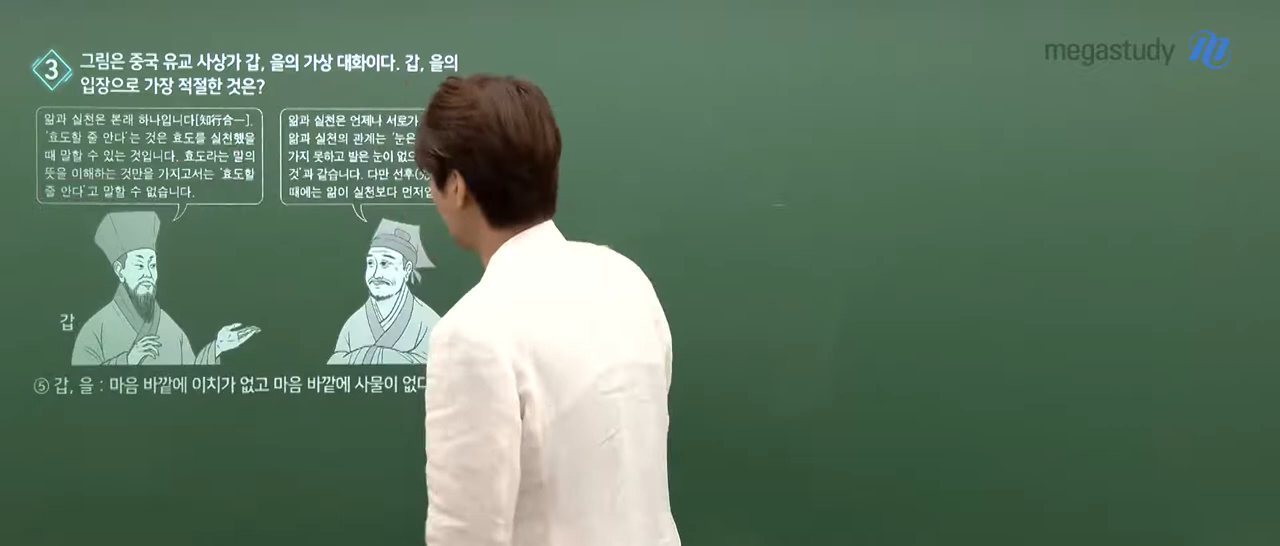 megastudy
3
그림은 중국 유교 사상가 갑, 을의 가상 대화이다. 갑, 을의
입장으로 가장 적절한 것은?
앎과 실천은 본래 하나입니다[知行合一].
'효도할 줄 안다'는 것은 효도를 실천했을
때 말할 수 있는 것입니다. 효도라는 말의
뜻을 이해하는 것만을 가지고서는 '효도할
줄 안다'고 말할 수 없습니다.
앎과 실천은 언제나 서로가
앎과 실천의 관계는 '눈은
가지 못하고 발은 눈이 없으
것'과 같습니다. 다만 선후(先
때에는 앎이 실천보다 먼저
갑
⑤ 갑, 을 : 마음 바깥에 이치가 없고 마음 바깥에 사물이 없다